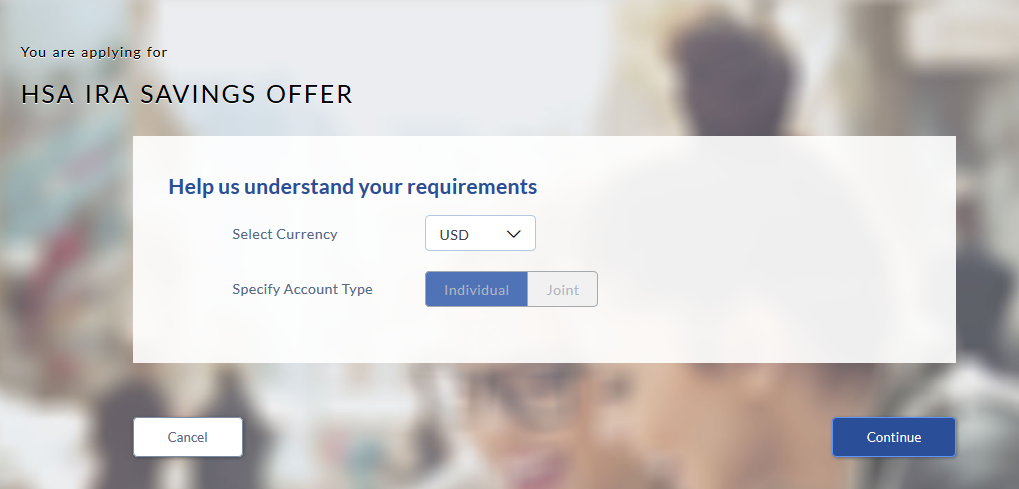 You are applying for
HSA IRA SAVINGS OFFER
Help us understand your requirements
Select Currency USD
Specify Account Type Individual Joint
Cancel Continue